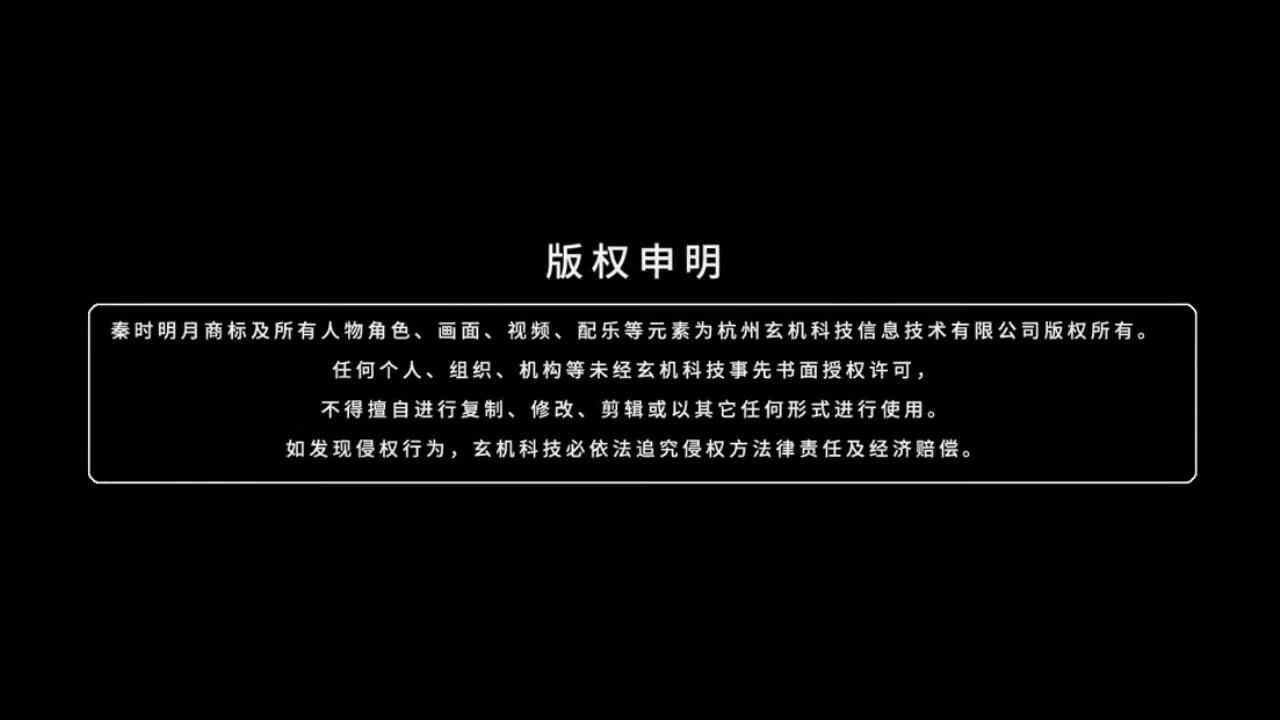 版权申明
秦时明月商标及所有人物角色、画面、视频、配乐等元素为杭州玄机科技信息技术有限公司版权所有。
任何个人、组织、机构等未经玄机科技事先书面授权许可，
不得擅自进行复制、修改、剪辑或以其它任何形式进行使用。
如发现侵权行为，玄机科技必依法追究侵权方法律责任及经济赔偿。